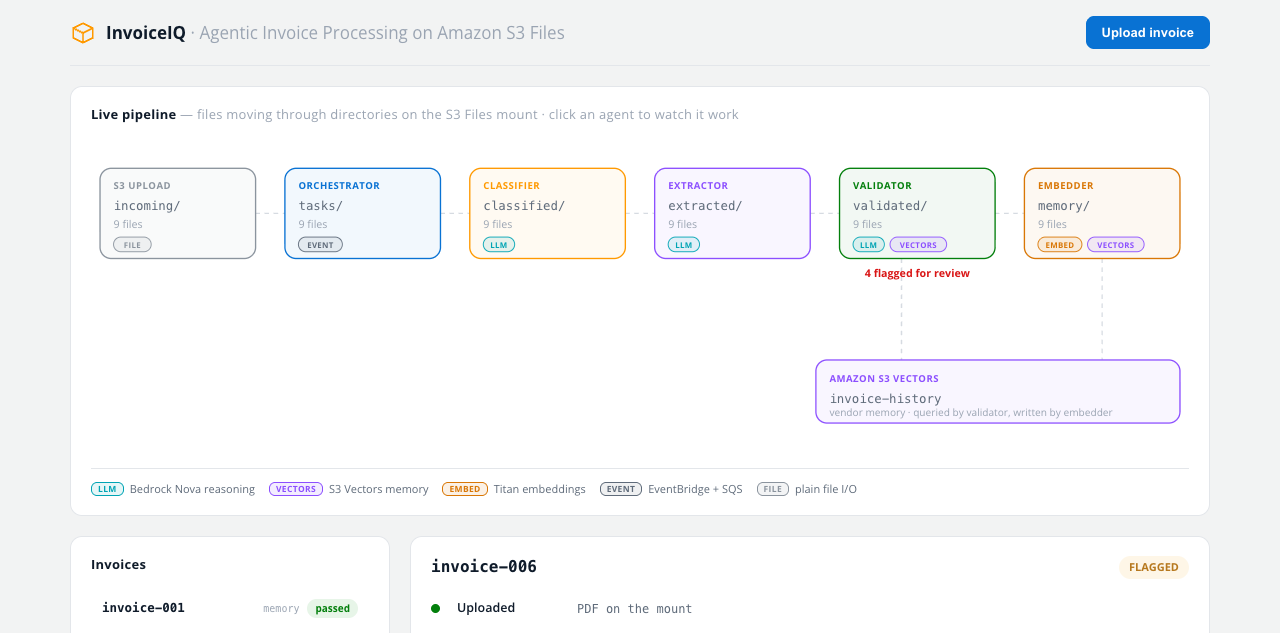 InvoiceIQ · Agentic Invoice Processing on Amazon S3 Files
Upload invoice
Live pipeline — files moving through directories on the S3 Files mount · click an agent to watch it work
S3 UPLOAD
incoming/
9 files
FILE
ORCHESTRATOR
tasks/
9 files
EVENT
CLASSIFIER
classified/
9 files
LLM
EXTRACTOR
extracted/
9 files
LLM
VALIDATOR
validated/
9 files
LLM VECTORS
4 flagged for review
EMBEDDER
memory/
9 files
EMBED VECTORS
AMAZON S3 VECTORS
invoice-history
vendor memory · queried by validator, written by embedder
LLM Bedrock Nova reasoning VECTORS S3 Vectors memory EMBED Titan embeddings EVENT EventBridge + SQS FILE plain file I/O
Invoices
invoice-001 memory passed
invoice-006 FLAGGED
Uploaded PDF on the mount